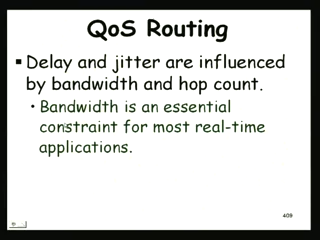 QoS Routing
▪ Delay and jitter are influenced
by bandwidth and hop count.
• Bandwidth is an essential
constraint for most real-time
applications.
409